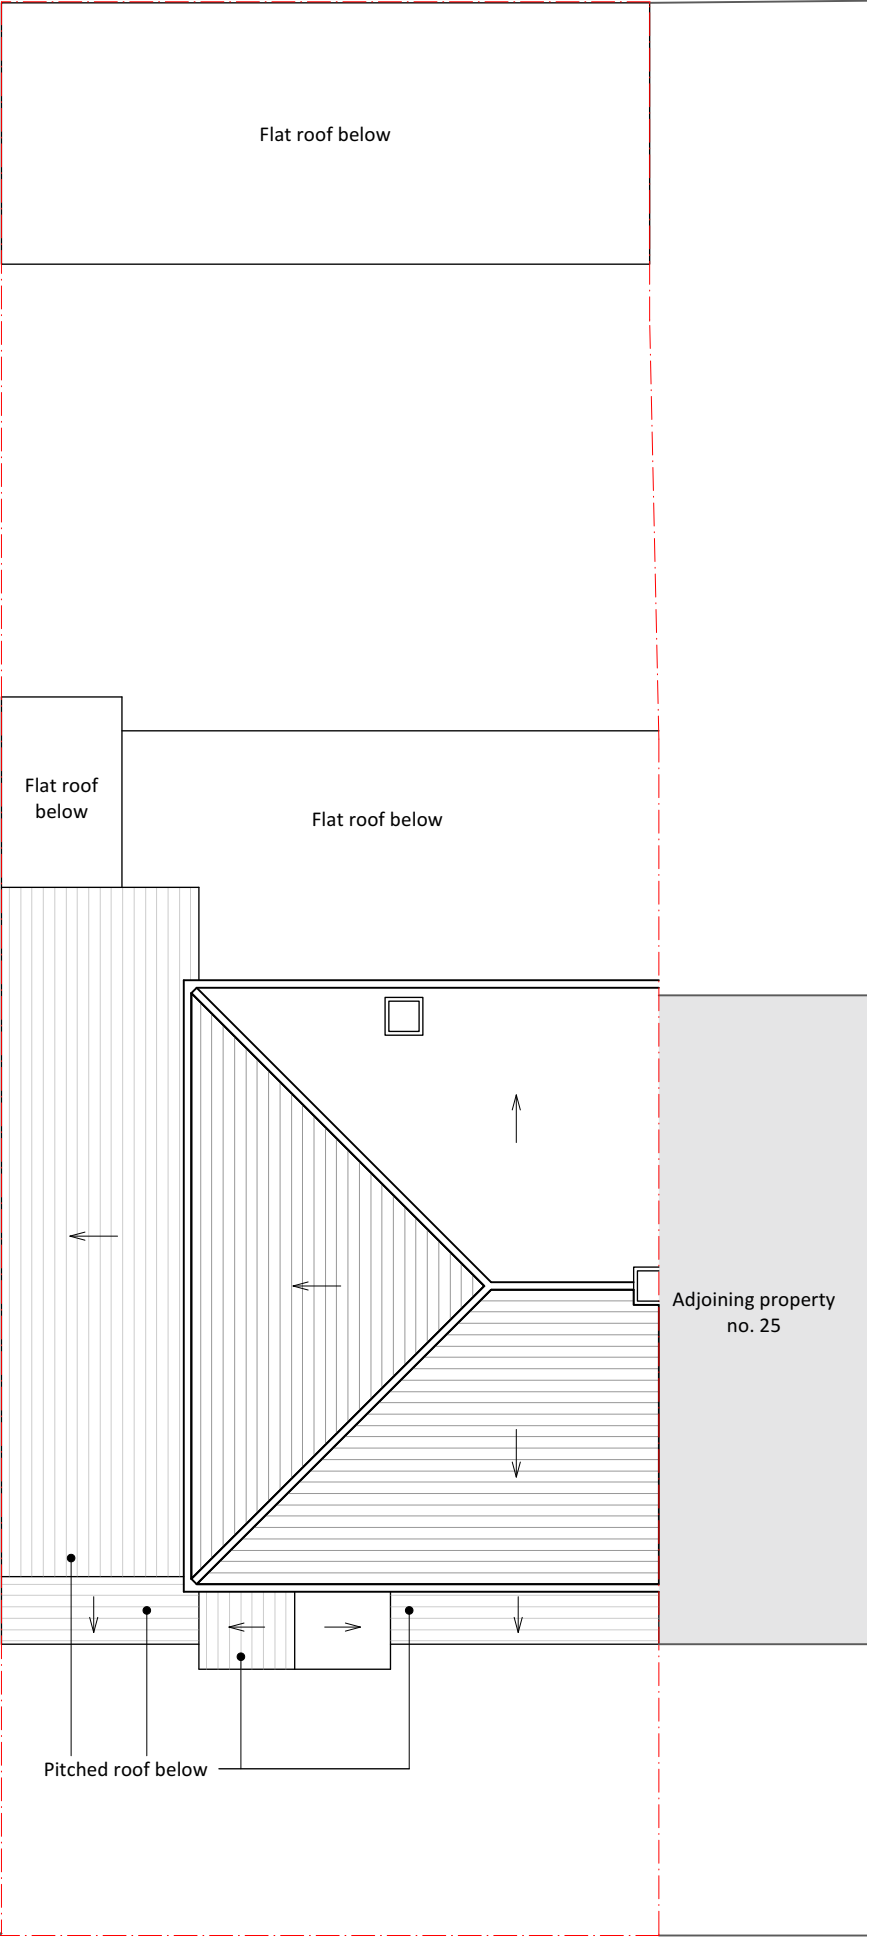 Flat roof below
Flat roof
below
Flat roof below
Adjoining property
no. 25
Pitched roof below